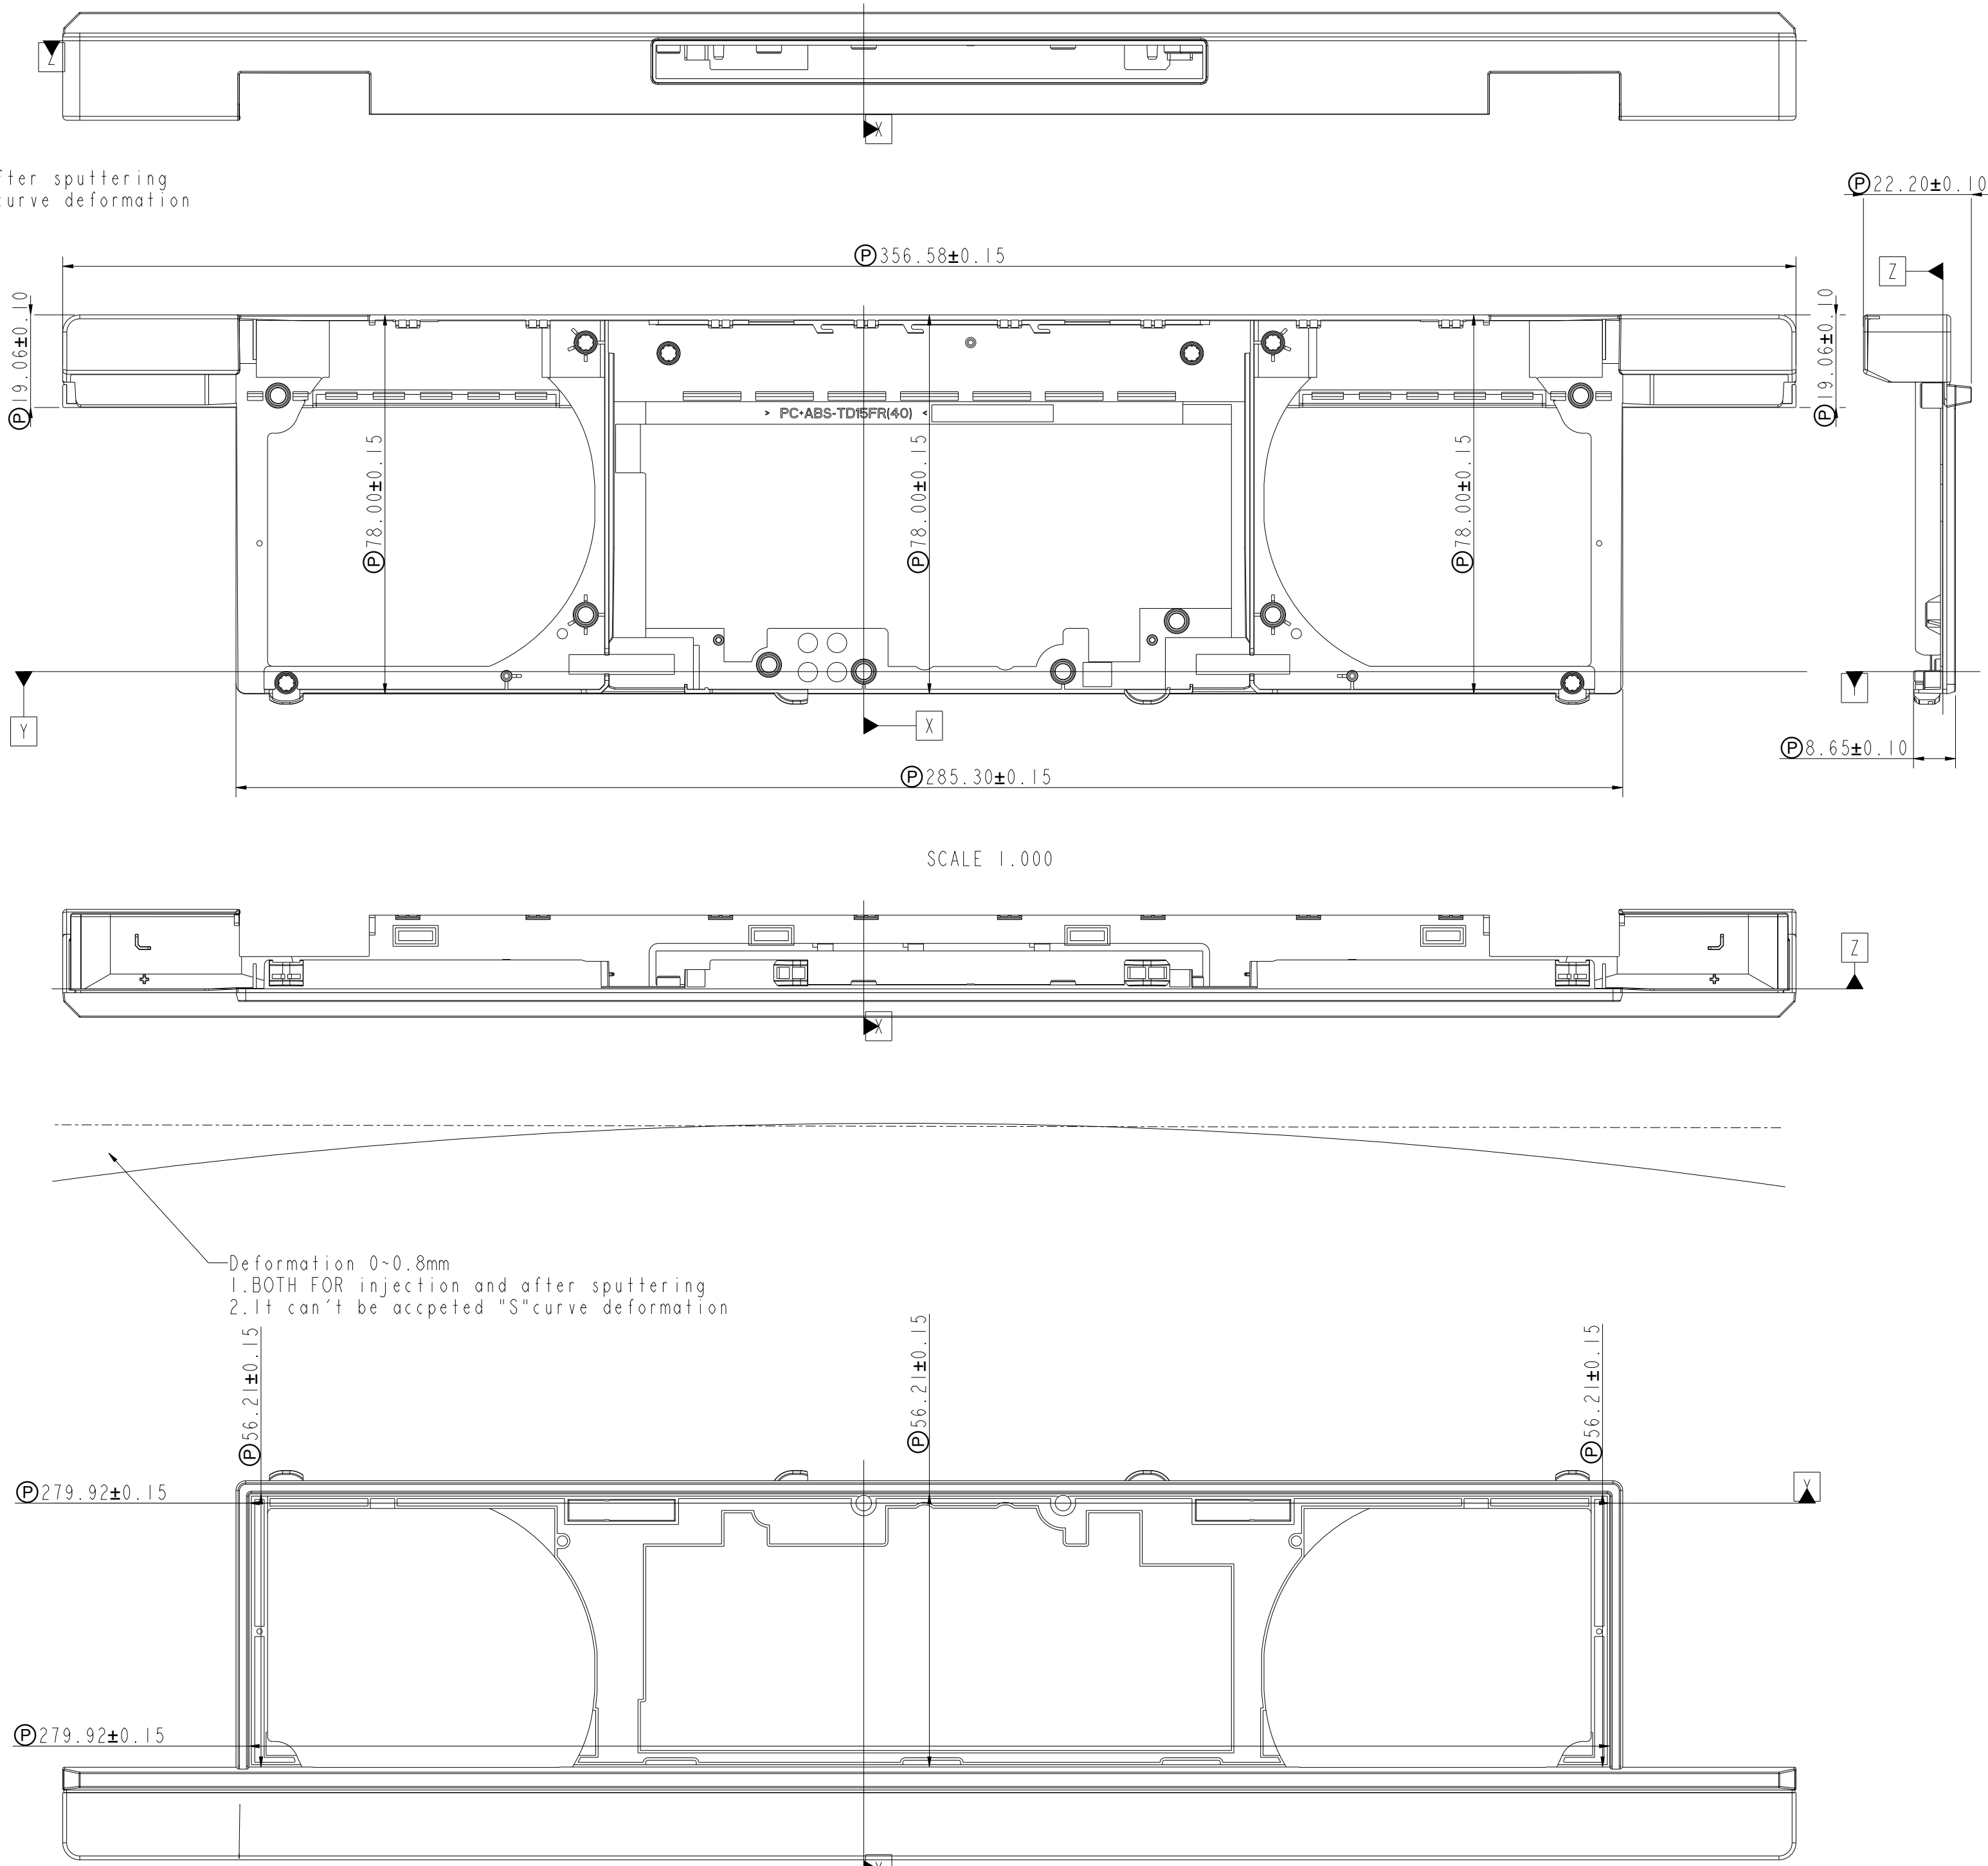 Z
X
fter sputtering
curve deformation
Ⓟ22.20±0.10
Ⓟ356.58±0.15
Z
Ⓟ19.06±0.10
Ⓟ19.06±0.10
> PC+ABS-TD15FR(40) <
Ⓟ78.00±0.15
Ⓟ78.00±0.15
Ⓟ78.00±0.15
Y
X
Y
Ⓟ8.65±0.10
Ⓟ285.30±0.15
SCALE 1.000
Z
X
Deformation 0~0.8mm
1.BOTH FOR injection and after sputtering
2.It can't be accpeted "S"curve deformation
Ⓟ56.21±0.15
Ⓟ56.21±0.15
Ⓟ56.21±0.15
Ⓟ279.92±0.15
Ⓟ279.92±0.15